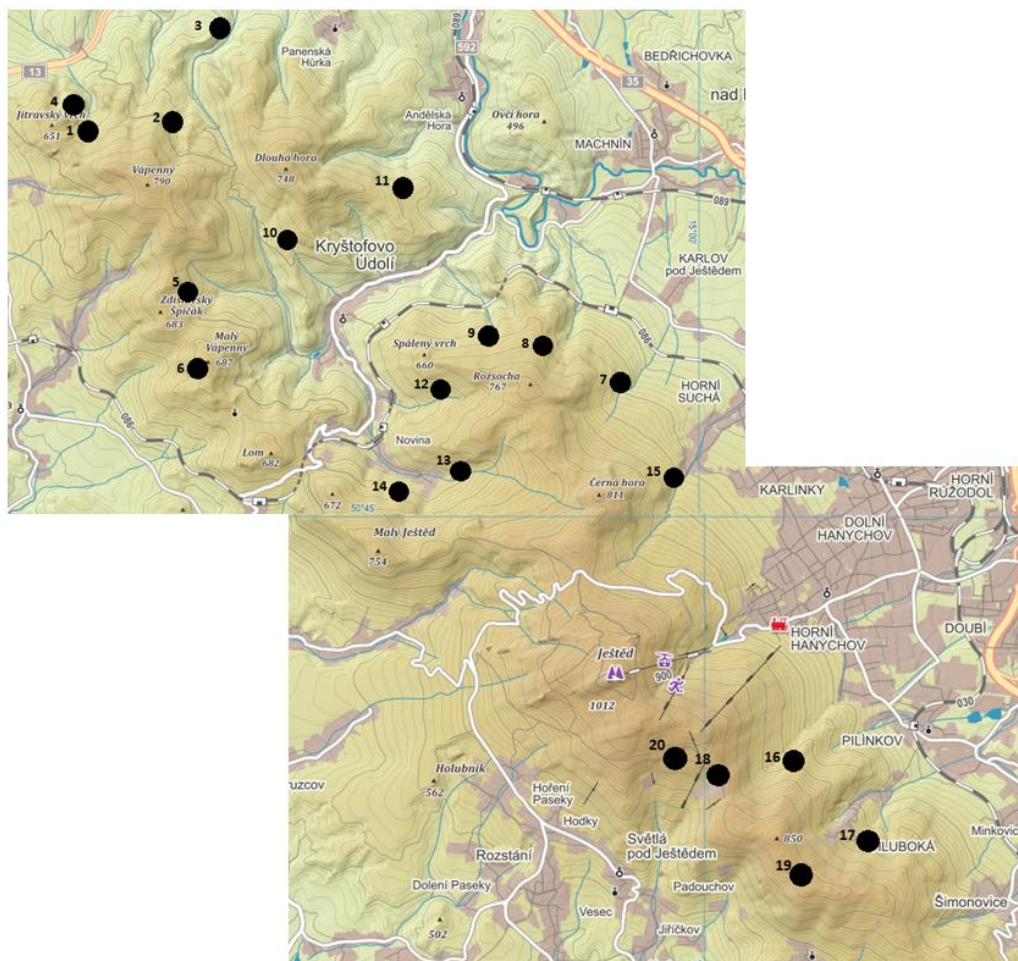 3
Panenská
Hůrka
089
592
BEDŘICHOVKA
13
35
nad
4
Jítravský vrch
651
1
2
Andělská
Hora
Ovčí hora
496
MACHNÍN
Vápenný
790
Dlouhá hora
748
11
089
10
Kryštofovo
Údolí
15°00'
KARLOV
pod Ještědem
5
Zdislavský
Špičák
683
Malý
Vápenný
687
6
9
8
Spálený vrch
660
086
Rozsocha
767
7
12
HORNÍ
SUCHÁ
a
086
Novina
Lom
682
13
14
672
50°45'
Černá hora
811
15
Malý Ještěd
754
KARLINKY
HORNÍ
RŮŽODOL
DOLNÍ
HANYCHOV
HORNÍ
HANYCHOV
DOUBÍ
Ještěd
900
1012
030
PILÍNKOV
20
18
16
Holubník
562
ruzcov
Hoření
Paseky
Hodky
Světlá
pod Ještědem
850
17
HLUBOKÁ
Minkovice
Rozstání
19
Dolení Paseky
Padouchov
Šimonovice
Vesec
502
Jiříčkov